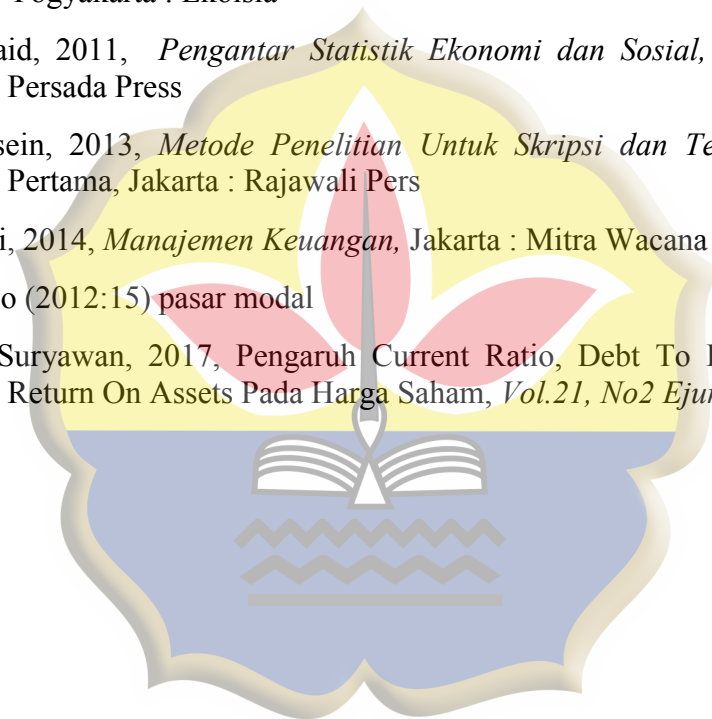 Yogyakarta : Ekoisia
aid, 2011, Pengantar Statistik Ekonomi dan Sosial,
Persada Press
sein, 2013, Metode Penelitian Untuk Skripsi dan Te
Pertama, Jakarta : Rajawali Pers
i, 2014, Manajemen Keuangan, Jakarta : Mitra Wacana
o (2012:15) pasar modal
Suryawan, 2017, Pengaruh Current Ratio, Debt To
Return On Assets Pada Harga Saham, Vol.21, No2 Ejur